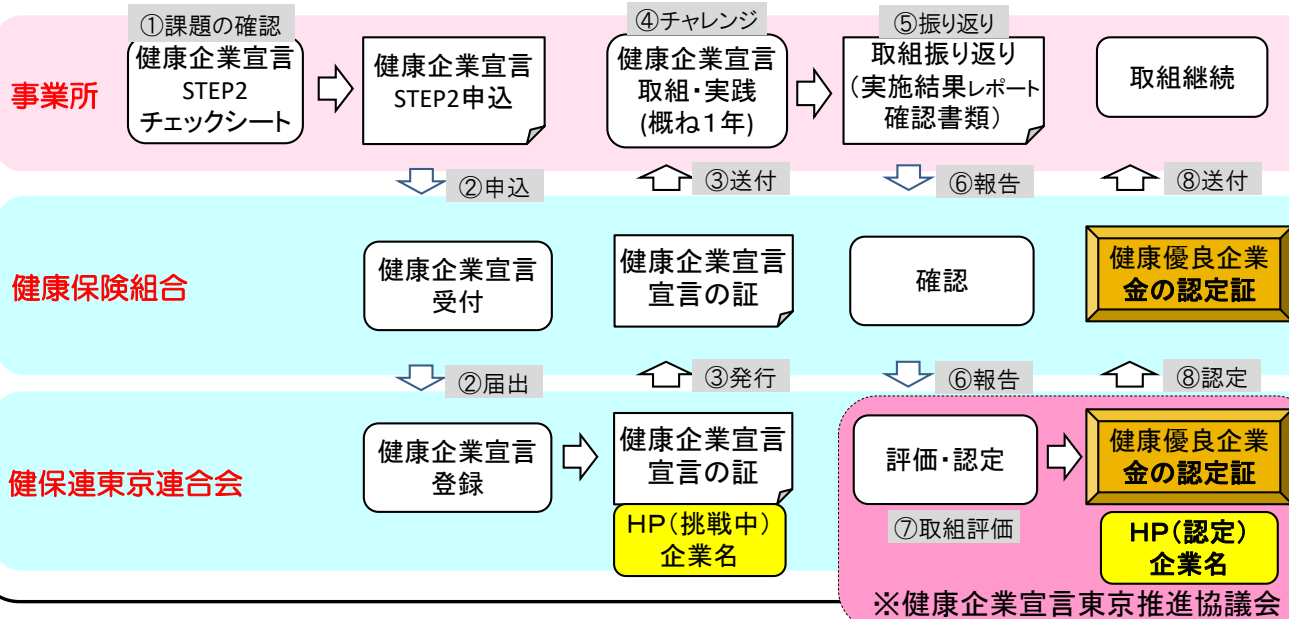 ①課題の確認
健康企業宣言
STEP2
チェックシート
健康企業宣言
STEP2申込
④チャレンジ
健康企業宣言
取組・実践
(概ね１年)
⑤振り返り
取組振り返り
(実施結果レポート
確認書類）
取組継続
事業所
②申込
③送付
⑥報告
⑧送付
健康保険組合
健康企業宣言
受付
健康企業宣言
宣言の証
確認
健康優良企業
金の認定証
②届出
③発行
⑥報告
⑧認定
健保連東京連合会
健康企業宣言
登録
健康企業宣言
宣言の証
HP（挑戦中）
企業名
評価・認定
⑦取組評価
健康優良企業
金の認定証
HP（認定）
企業名
※健康企業宣言東京推進協議会